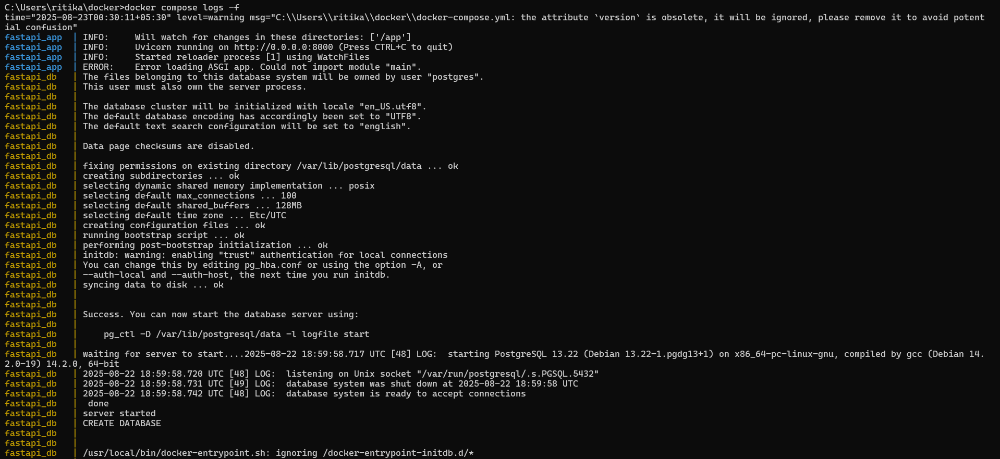 C:\Users\ritika\docker>docker compose logs -f
time="2025-08-23T00:30:11+05:30" level=warning msg="C:\\Users\\ritika\\docker\\docker-compose.yml: the attribute `version` is obsolete, it will be ignored, please remove it to avoid potent
ial confusion"
fastapi_app  | INFO:     Will watch for changes in these directories: ['/app']
fastapi_app  | INFO:     Uvicorn running on http://0.0.0.0:8000 (Press CTRL+C to quit)
fastapi_app  | INFO:     Started reloader process [1] using WatchFiles
fastapi_app  | ERROR:    Error loading ASGI app. Could not import module "main".
fastapi_db   | The files belonging to this database system will be owned by user "postgres".
fastapi_db   | This user must also own the server process.
fastapi_db   |
fastapi_db   | The database cluster will be initialized with locale "en_US.utf8".
fastapi_db   | The default database encoding has accordingly been set to "UTF8".
fastapi_db   | The default text search configuration will be set to "english".
fastapi_db   |
fastapi_db   | Data page checksums are disabled.
fastapi_db   |
fastapi_db   | fixing permissions on existing directory /var/lib/postgresql/data ... ok
fastapi_db   | creating subdirectories ... ok
fastapi_db   | selecting dynamic shared memory implementation ... posix
fastapi_db   | selecting default max_connections ... 100
fastapi_db   | selecting default shared_buffers ... 128MB
fastapi_db   | selecting default time zone ... Etc/UTC
fastapi_db   | creating configuration files ... ok
fastapi_db   | running bootstrap script ... ok
fastapi_db   | performing post-bootstrap initialization ... ok
fastapi_db   | initdb: warning: enabling "trust" authentication for local connections
fastapi_db   | You can change this by editing pg_hba.conf or using the option -A, or
fastapi_db   | --auth-local and --auth-host, the next time you run initdb.
fastapi_db   | syncing data to disk ... ok
fastapi_db   |
fastapi_db   |
fastapi_db   | Success. You can now start the database server using:
fastapi_db   |
fastapi_db   |     pg_ctl -D /var/lib/postgresql/data -l logfile start
fastapi_db   |
fastapi_db   | waiting for server to start....2025-08-22 18:59:58.717 UTC [48] LOG:  starting PostgreSQL 13.22 (Debian 13.22-1.pgdg13+1) on x86_64-pc-linux-gnu, compiled by gcc (Debian 14.
2.0-19) 14.2.0, 64-bit
fastapi_db   | 2025-08-22 18:59:58.720 UTC [48] LOG:  listening on Unix socket "/var/run/postgresql/.s.PGSQL.5432"
fastapi_db   | 2025-08-22 18:59:58.731 UTC [49] LOG:  database system was shut down at 2025-08-22 18:59:58 UTC
fastapi_db   | 2025-08-22 18:59:58.742 UTC [48] LOG:  database system is ready to accept connections
fastapi_db   |  done
fastapi_db   | server started
fastapi_db   | CREATE DATABASE
fastapi_db   |
fastapi_db   |
fastapi_db   | /usr/local/bin/docker-entrypoint.sh: ignoring /docker-entrypoint-initdb.d/*